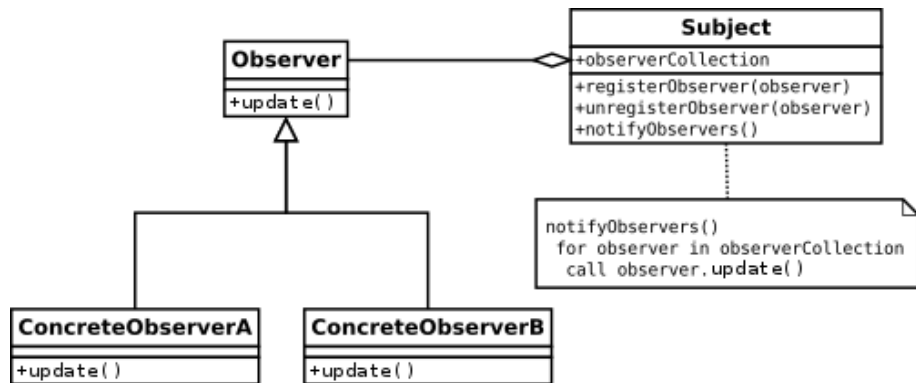 Observer
+update()
Subject
+observerCollection
+registerObserver(observer)
+unregisterObserver(observer)
+notifyObservers()
notifyObservers()
for observer in observerCollection
call observer.update()
ConcreteObserverA
+update()
ConcreteObserverB
+update()